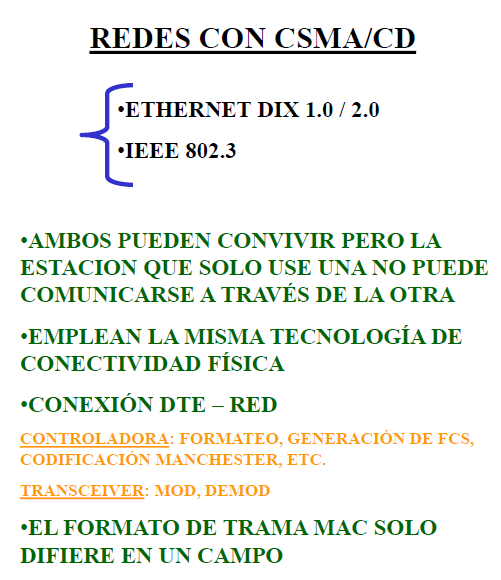 REDES CON CSMA/CD
•ETHERNET DIX 1.0 / 2.0
•IEEE 802.3
•AMBOS PUEDEN CONVIVIR PERO LA
ESTACION QUE SOLO USE UNA NO PUEDE
COMUNICARSE A TRAVÉS DE LA OTRA
•EMPLEAN LA MISMA TECNOLOGÍA DE
CONECTIVIDAD FÍSICA
•CONEXIÓN DTE – RED
CONTROLADORA: FORMATEO, GENERACIÓN DE FCS,
CODIFICACIÓN MANCHESTER, ETC.
TRANSCEIVER: MOD, DEMOD
•EL FORMATO DE TRAMA MAC SOLO
DIFIERE EN UN CAMPO